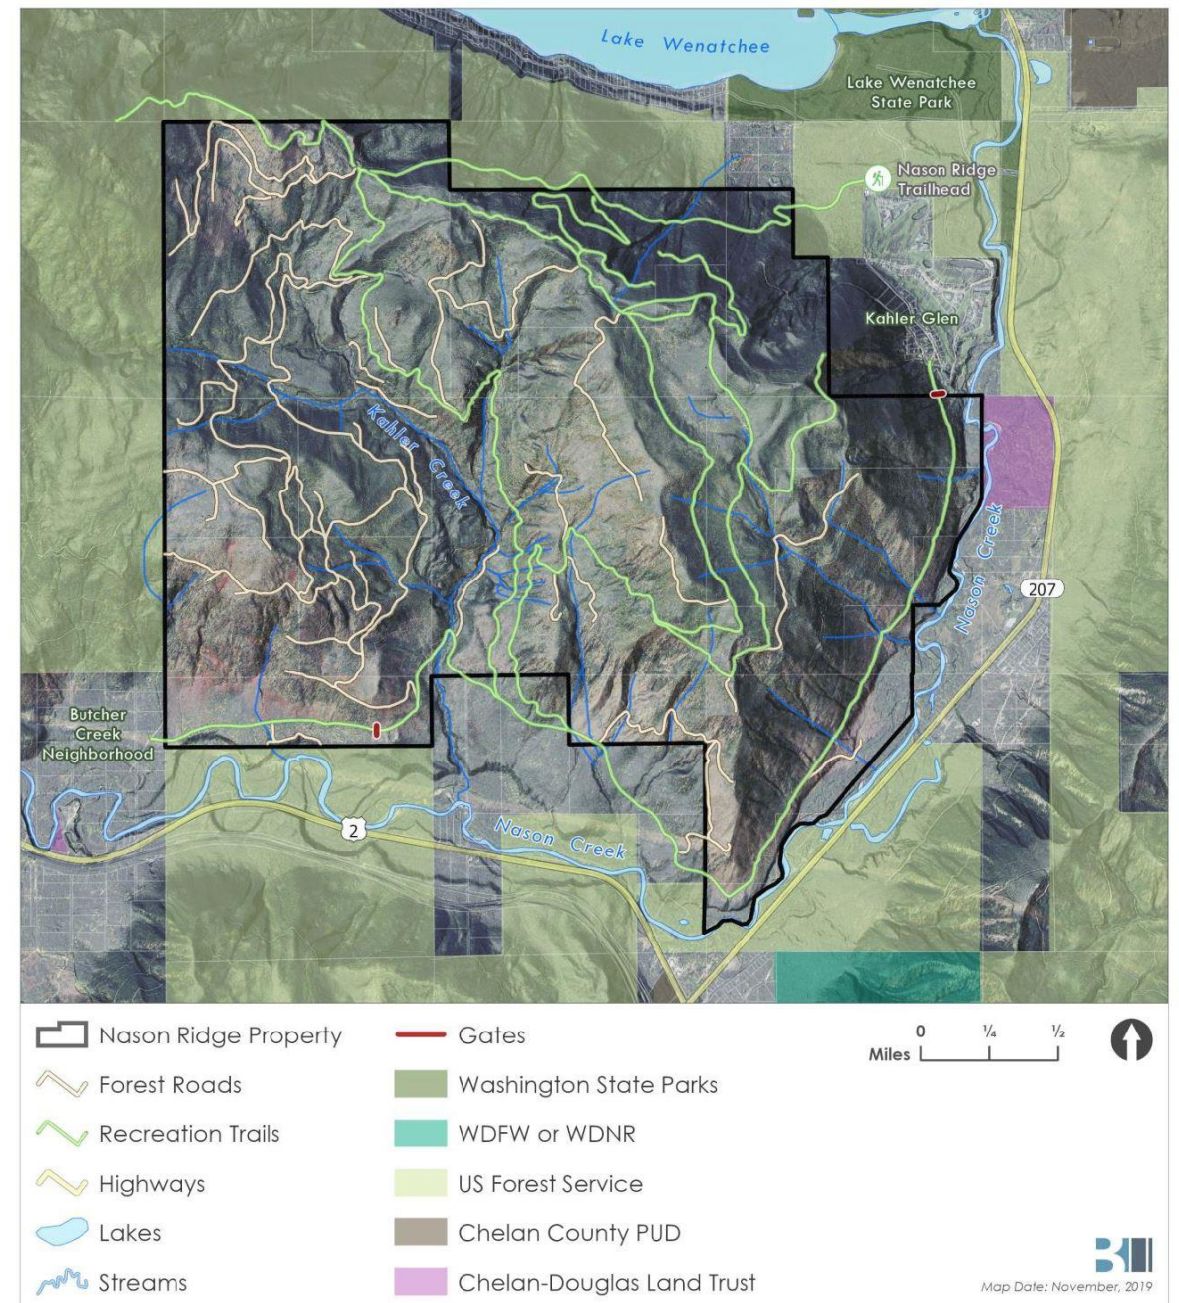 Lake Wenatchee
Lake Wenatchee
State Park
Nason Ridge
Trailhead
Kahler Glen
Kahler Creek
Nason Creek
207
Butcher
Creek
Neighborhood
2
Nason Creek
Nason Ridge Property
Forest Roads
Recreation Trails
Highways
Lakes
Streams
Gates
Washington State Parks
WDFW or WDNR
US Forest Service
Chelan County PUD
Chelan-Douglas Land Trust
0 ¼ ½
Miles
Map Date: November, 2019